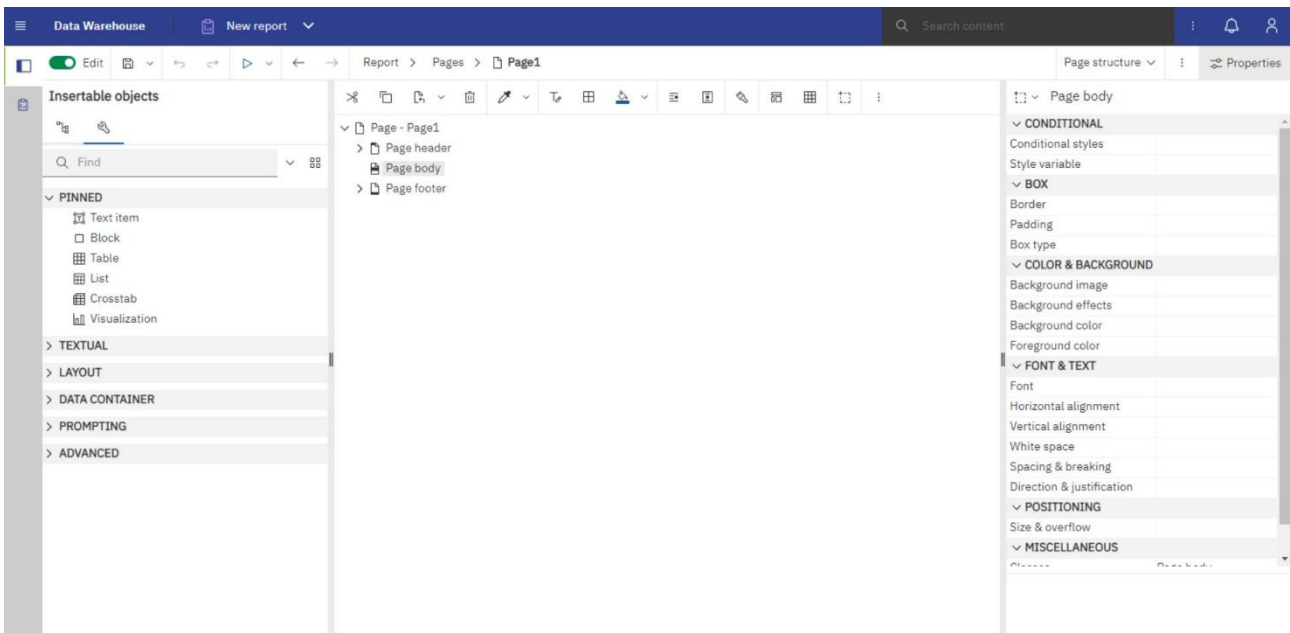 Data Warehouse
New report
Search content
Edit
Report > Pages > Page1
Page structure
Properties
Insertable objects
Find
PINNED
Text item
Block
Table
List
Crosstab
Visualization
TEXTUAL
LAYOUT
DATA CONTAINER
PROMPTING
ADVANCED
Page - Page1
Page header
Page body
Page footer
Page body
CONDITIONAL
Conditional styles
Style variable
BOX
Border
Padding
Box type
COLOR & BACKGROUND
Background image
Background effects
Background color
Foreground color
FONT & TEXT
Font
Horizontal alignment
Vertical alignment
White space
Spacing & breaking
Direction & justification
POSITIONING
Size & overflow
MISCELLANEOUS